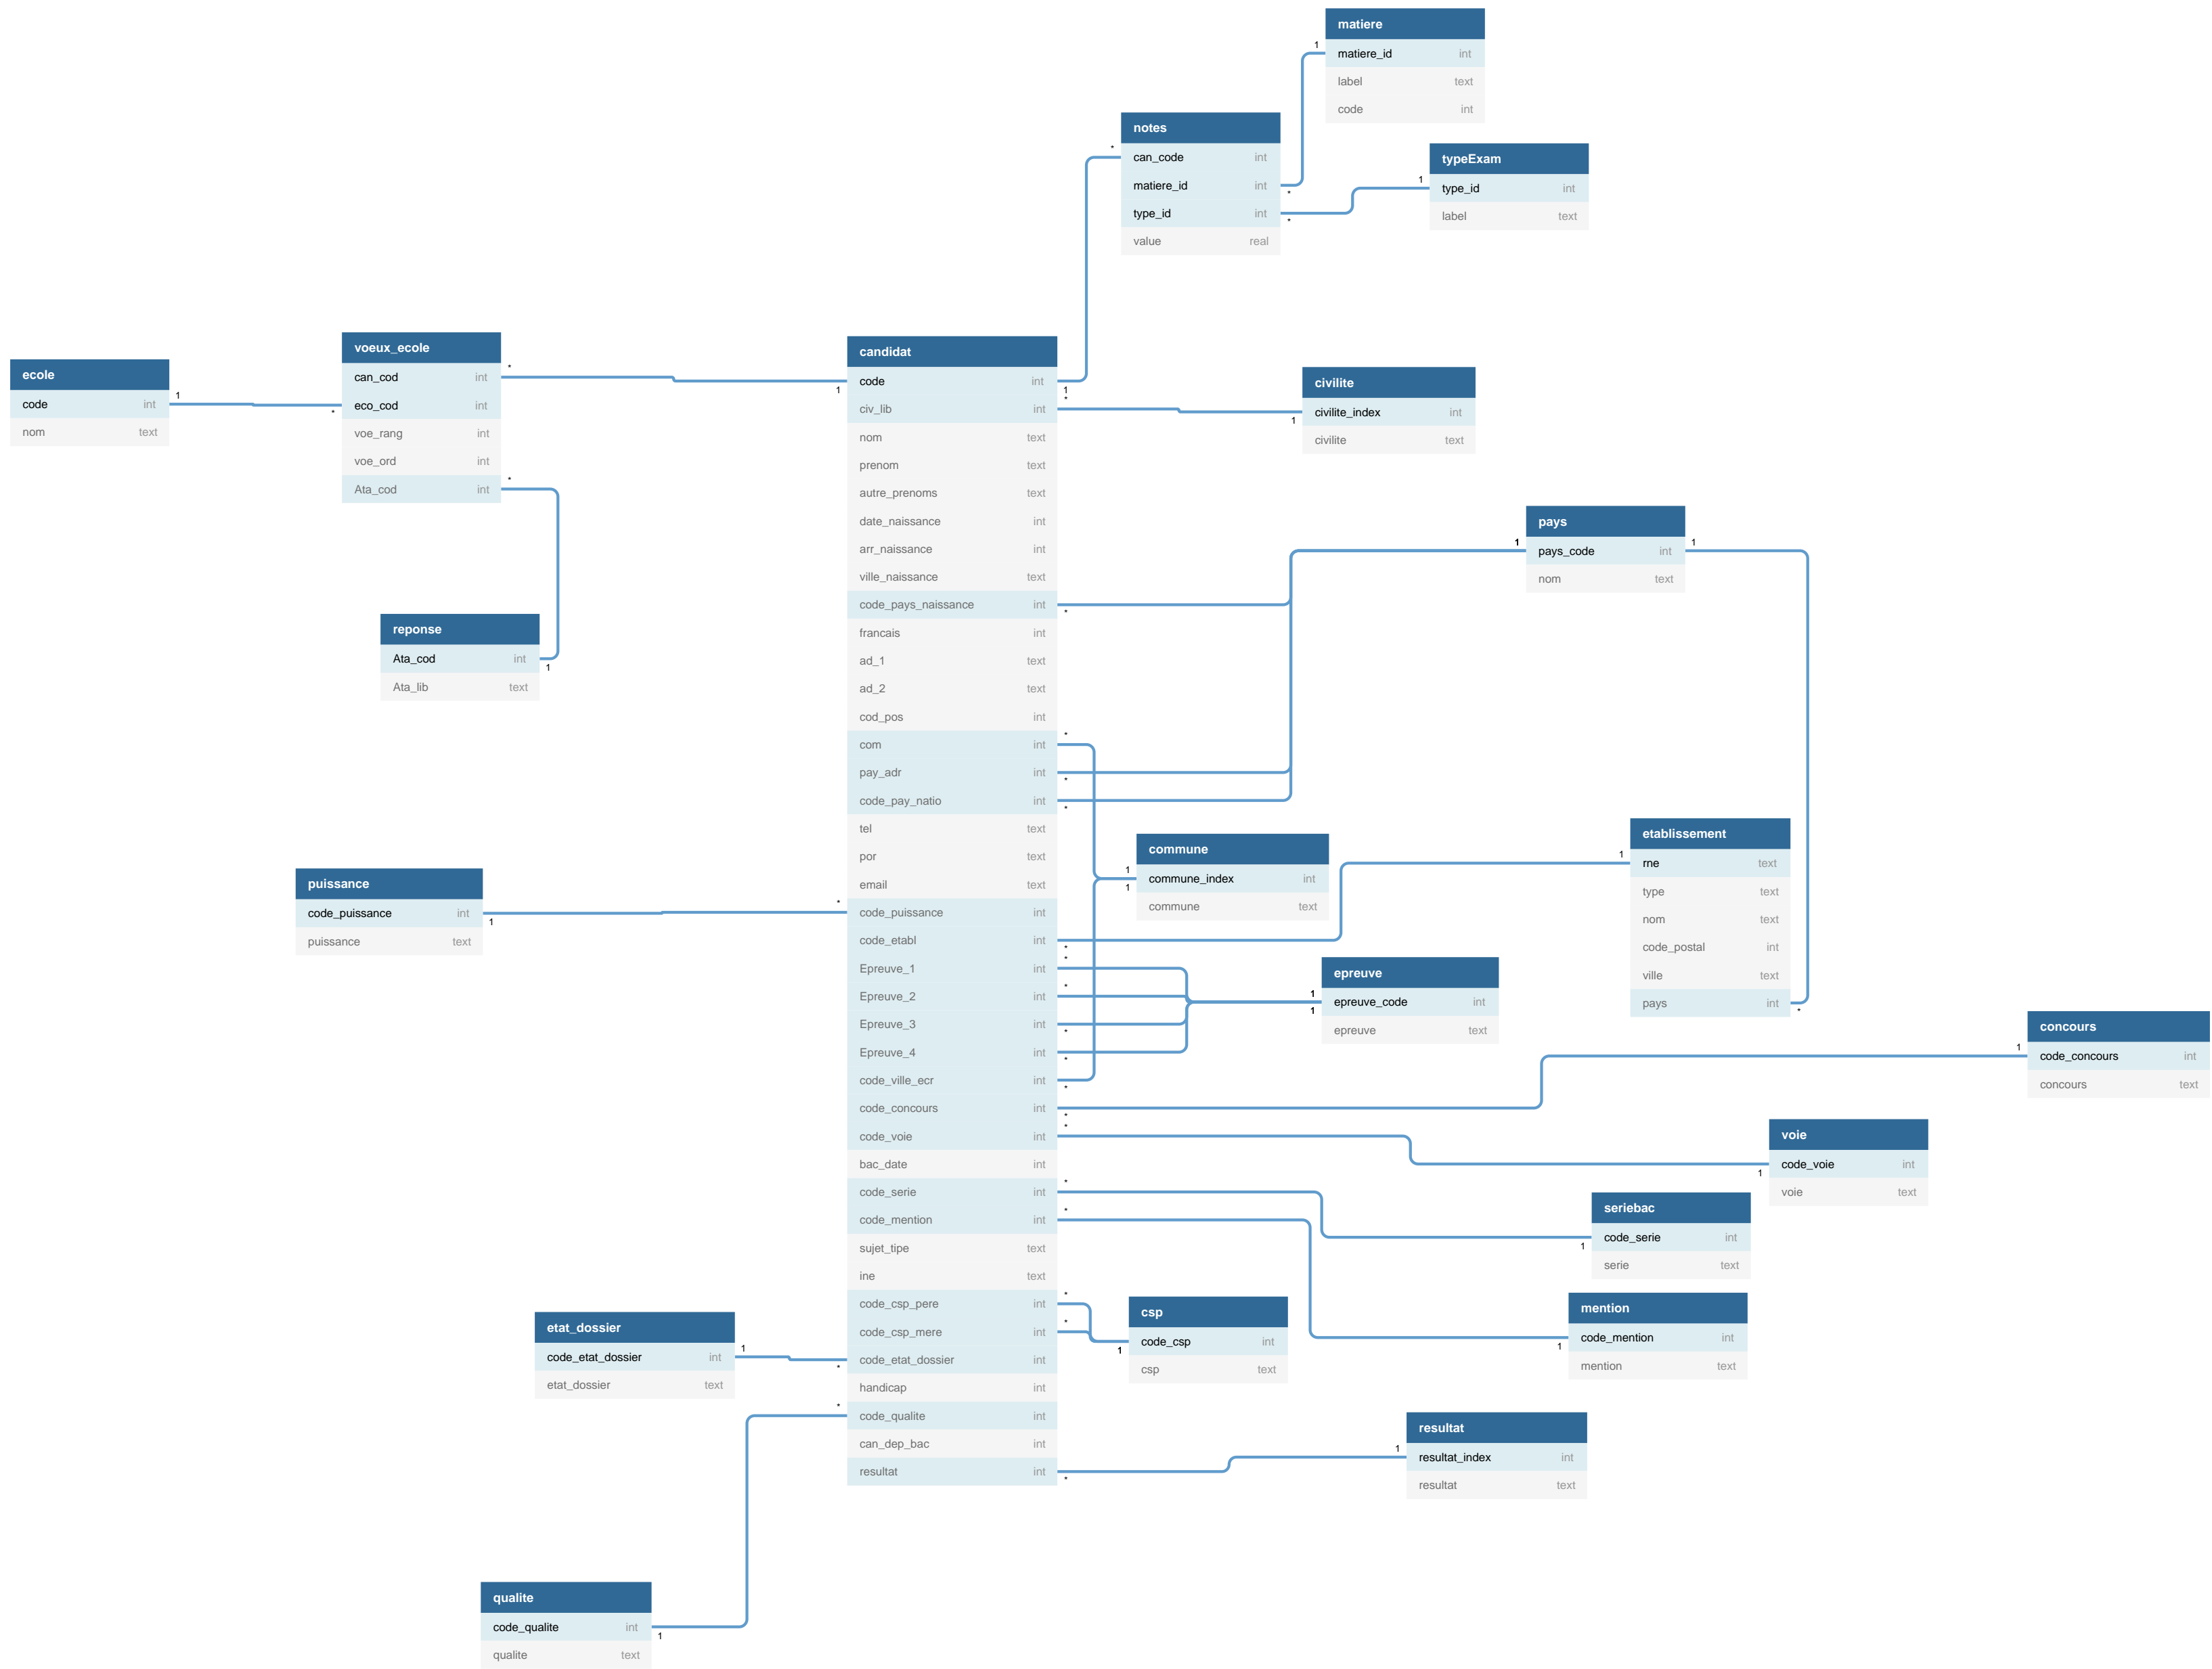 matiere
matiere_id int
label text
code int
notes
can_code int
matiere_id int
type_id int
value real
typeExam
type_id int
label text
ecole
code int
nom text
voeux_ecole
can_cod int
eco_cod int
voe_rang int
voe_ord int
Ata_cod int
reponse
Ata_cod int
Ata_lib text
candidat
code int
civ_lib int
nom text
prenom text
autre_prenoms text
date_naissance int
arr_naissance int
ville_naissance text
code_pays_naissance int
francais int
ad_1 text
ad_2 text
cod_pos int
com int
pay_adr int
code_pay_natio int
tel text
por text
email text
code_puissance int
code_etabl int
Epreuve_1 int
Epreuve_2 int
Epreuve_3 int
Epreuve_4 int
code_ville_ecr int
code_concours int
code_voie int
bac_date int
code_serie int
code_mention int
sujet_tipe text
ine text
code_csp_pere int
code_csp_mere int
code_etat_dossier int
handicap int
code_qualite int
can_dep_bac int
resultat int
civilite
civilite_index int
civilite text
pays
pays_code int
nom text
commune
commune_index int
commune text
etablissement
rne text
type text
nom text
code_postal int
ville text
pays int
puissance
code_puissance int
puissance text
epreuve
epreuve_code int
epreuve text
concours
code_concours int
concours text
voie
code_voie int
voie text
seriebac
code_serie int
serie text
mention
code_mention int
mention text
csp
code_csp int
csp text
etat_dossier
code_etat_dossier int
etat_dossier text
resultat
resultat_index int
resultat text
qualite
code_qualite int
qualite text